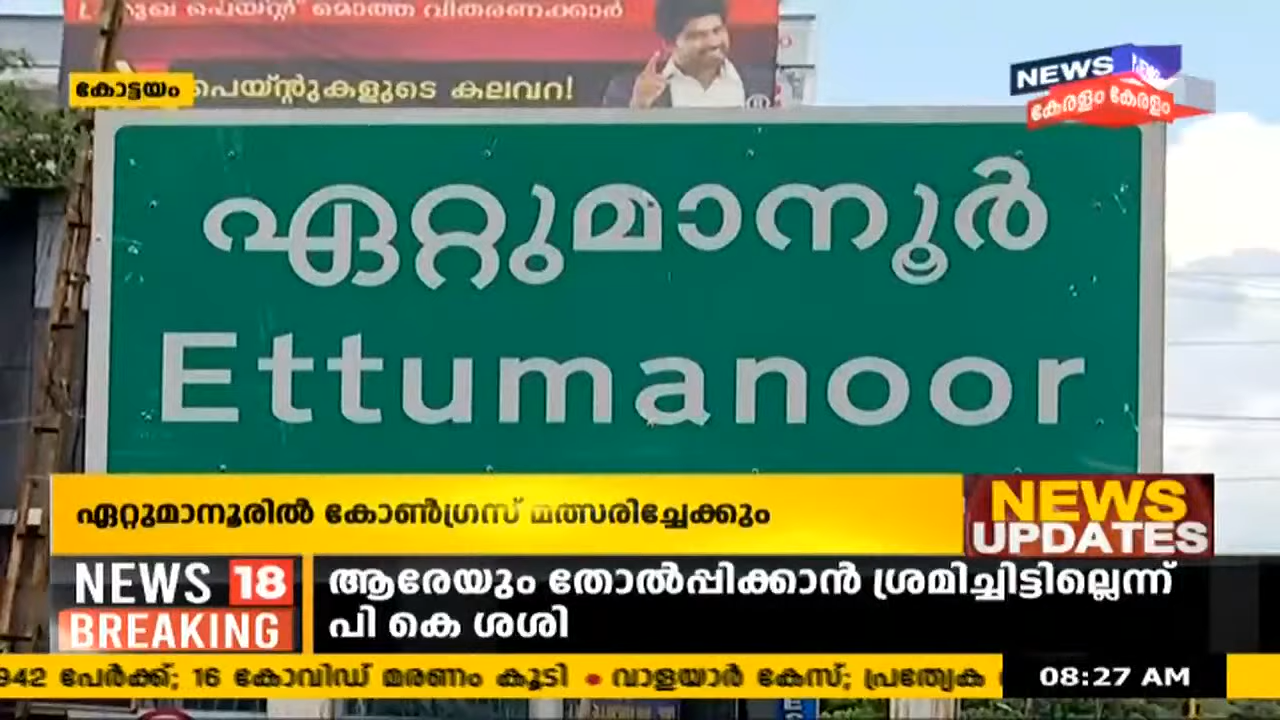 പെയ്ന്റ് മൊത്ത വിതരണക്കാർ
കോട്ടയം
പെയ്ന്റുകളുടെ കലവറ!
NEWS
കേരളം കേരളം
ഏറ്റുമാനൂർ
Ettumanoor
ഏറ്റുമാനൂരിൽ കോൺഗ്രസ് മത്സരിച്ചേക്കും
NEWS
UPDATES
NEWS 18
BREAKING
ആരേയും തോൽപ്പിക്കാൻ ശ്രമിച്ചിട്ടില്ലെന്ന്
പി കെ ശശി
942 പേർക്ക്; 16 കോവിഡ് മരണം കൂടി • വാളയാർ കേസ്; പ്രത്യേക
08:27 AM